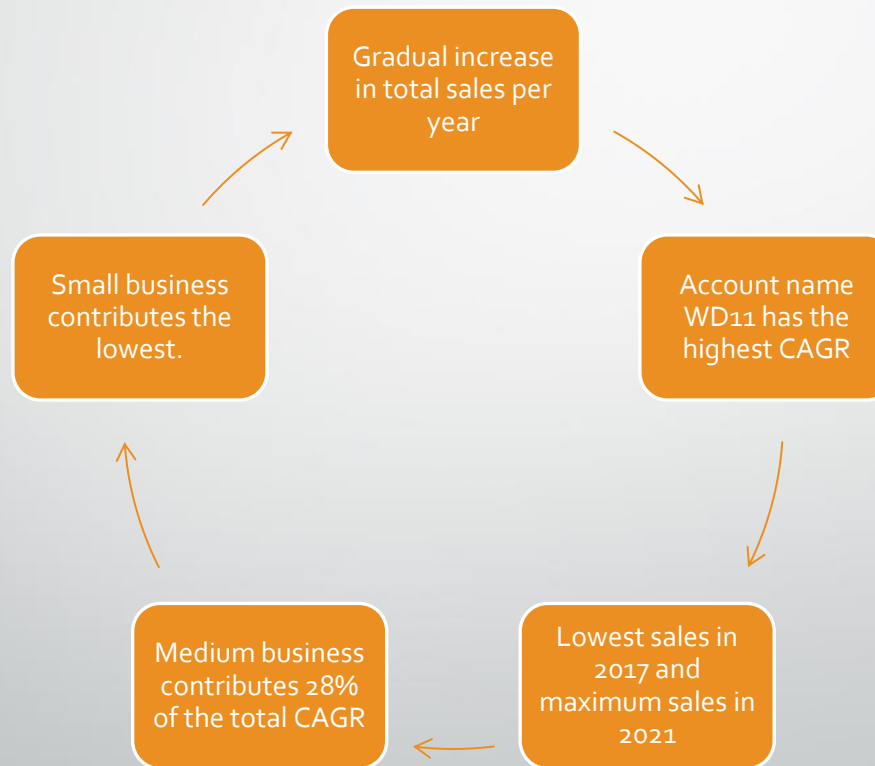 Gradual increase
in total sales per
year
Account name
WD11 has the
highest CAGR
Lowest sales in
2017 and
maximum sales in
2021
Medium business
contributes 28%
of the total CAGR
Small business
contributes the
lowest.